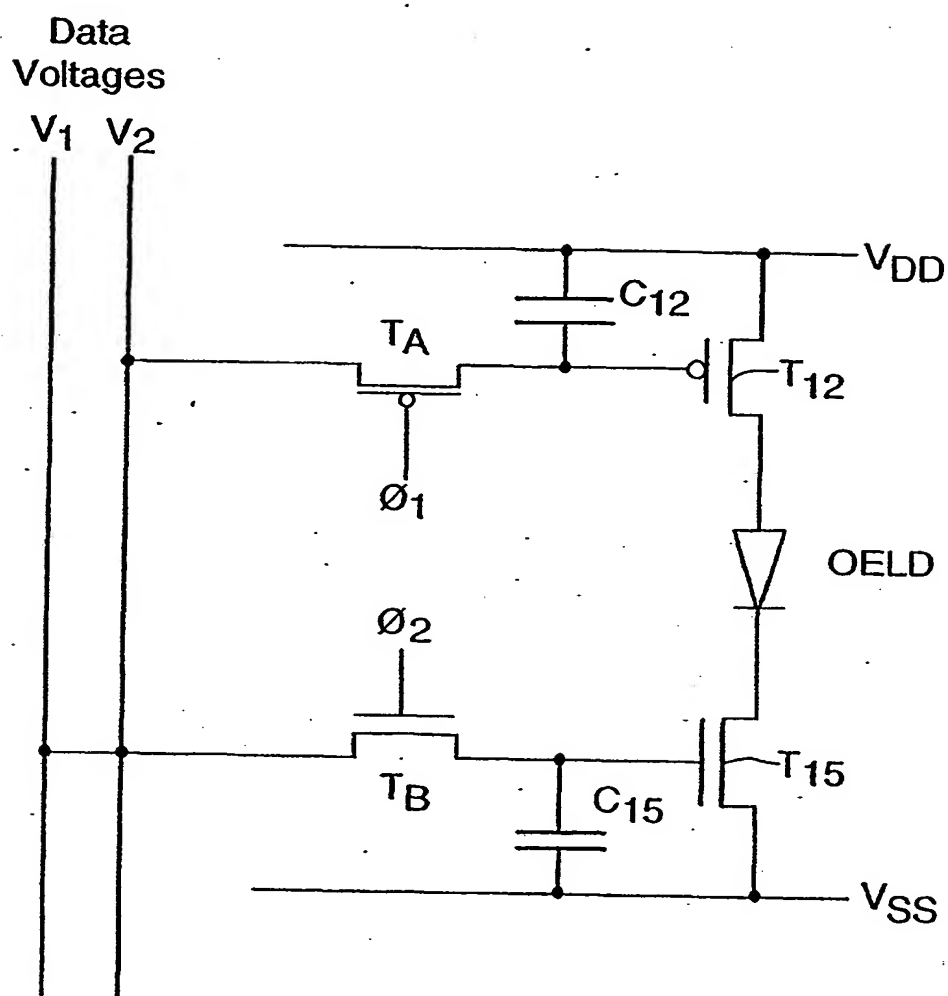 Data
Voltages
V1 V2
VDD
C12
TA
T12
Ø1
OELD
Ø2
T15
TB
C15
VSS